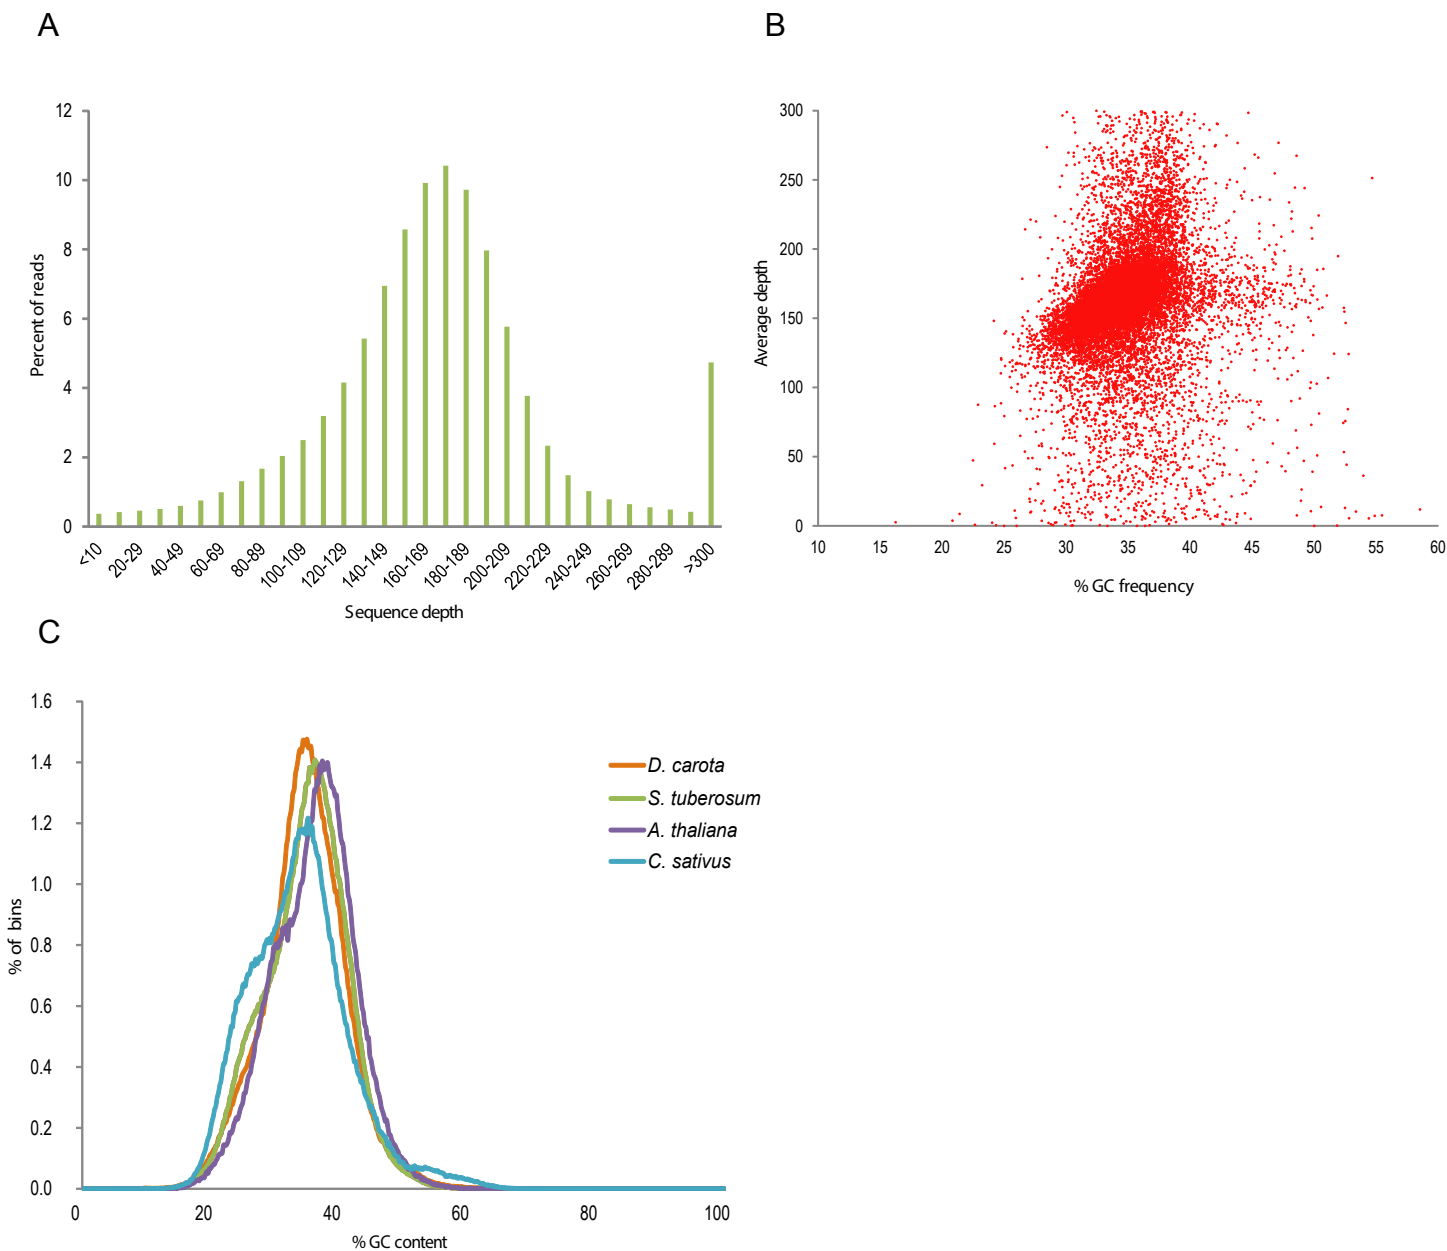 A
12
10
8
6
4
2
0
Percent of reads
<10
20-29
40-49
60-69
80-89
100-109
120-129
140-149
160-169
180-189
200-209
220-229
240-249
260-269
280-289
>300
Sequence depth
B
300
250
200
150
100
50
0
Average depth
10 15 20 25 30 35 40 45 50 55 60
% GC frequency
C
1.6
1.4
1.2
1.0
0.8
0.6
0.4
0.2
0.0
% of bins
0 20 40 60 80 100
% GC content
D. carota
S. tuberosum
A. thaliana
C. sativus